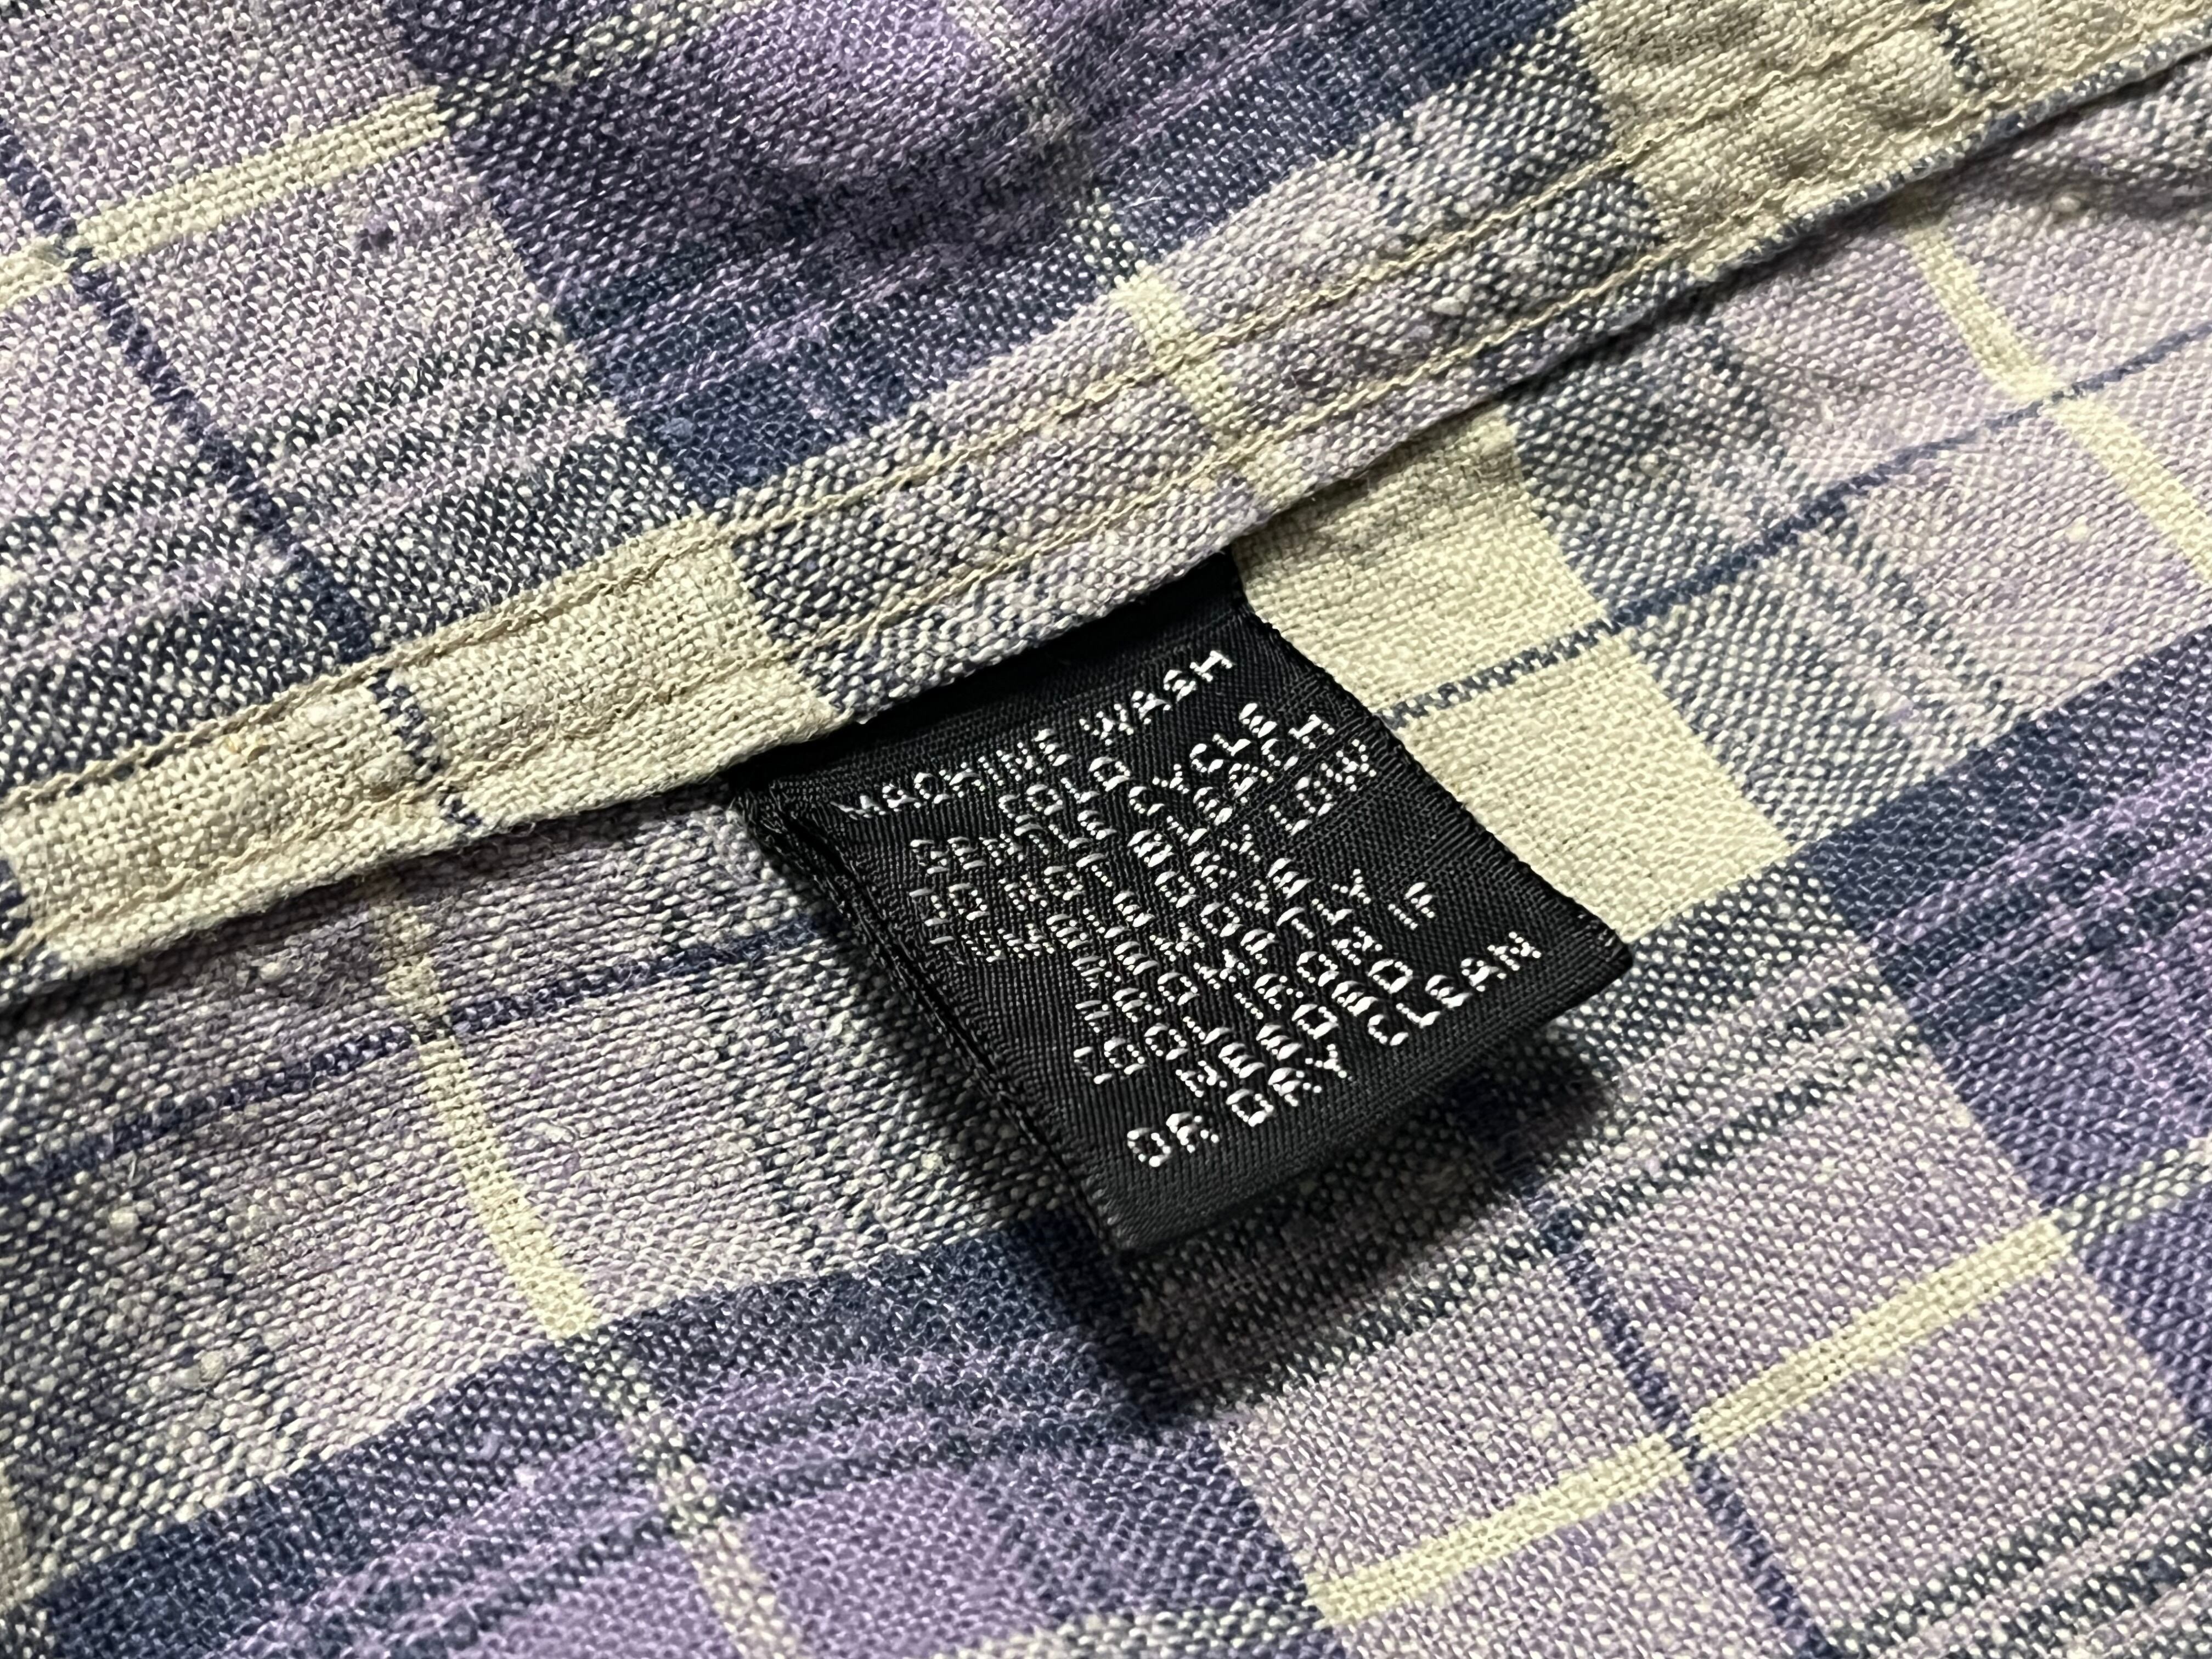 MACHINE WASH
COLD
GENTLE CYCLE
DO NOT BLEACH
TUMBLE DRY LOW
REMOVE
PROMPTLY
COOL IRON IF
NEEDED
OR DRY CLEAN